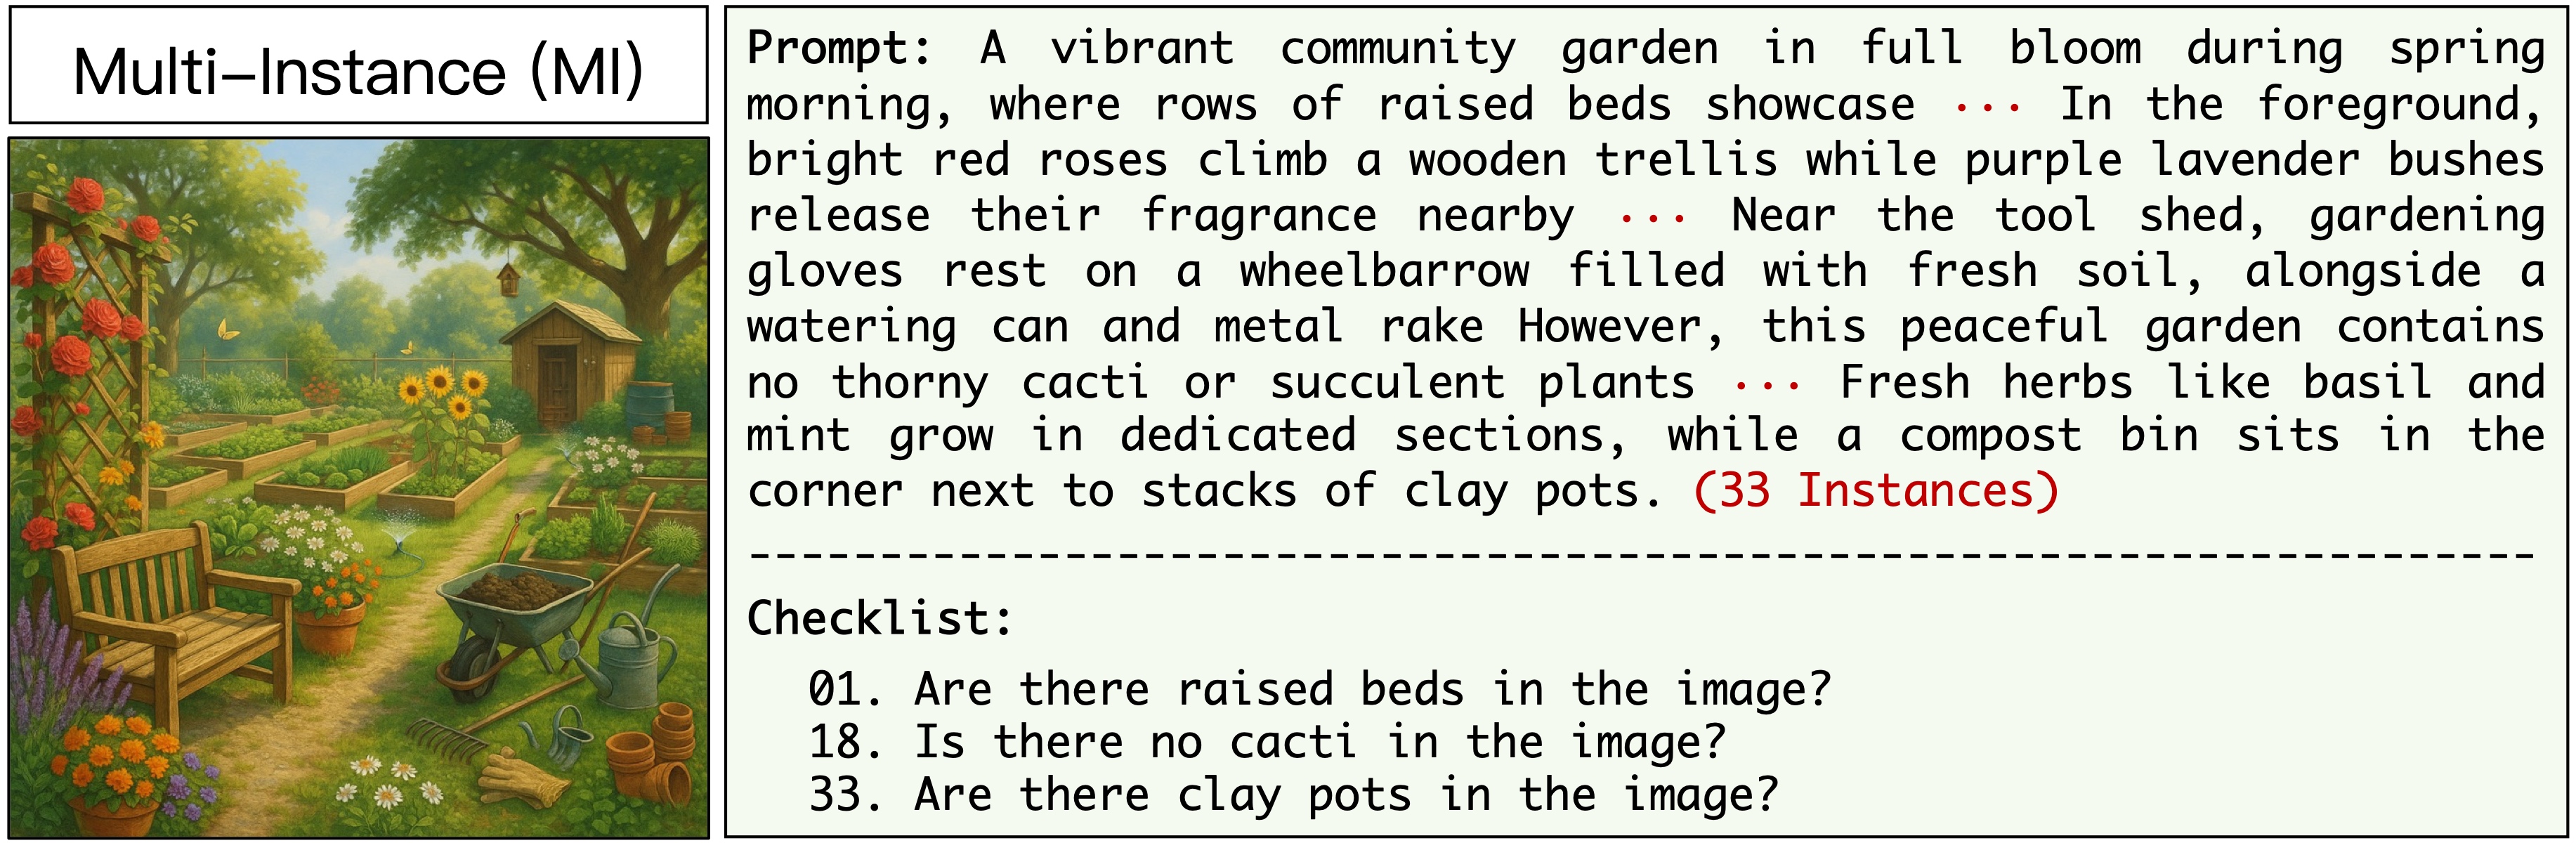 Multi–Instance (MI)
Prompt: A vibrant community garden in full bloom during spring
morning, where rows of raised beds showcase ··· In the foreground,
bright red roses climb a wooden trellis while purple lavender bushes
release their fragrance nearby ··· Near the tool shed, gardening
gloves rest on a wheelbarrow filled with fresh soil, alongside a
watering can and metal rake However, this peaceful garden contains
no thorny cacti or succulent plants ··· Fresh herbs like basil and
mint grow in dedicated sections, while a compost bin sits in the
corner next to stacks of clay pots. (33 Instances)
Checklist:
01. Are there raised beds in the image?
18. Is there no cacti in the image?
33. Are there clay pots in the image?